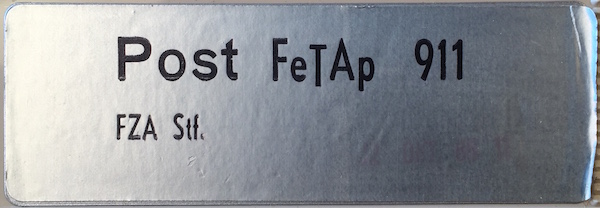 Post FeTAp 911
FZA Stf.